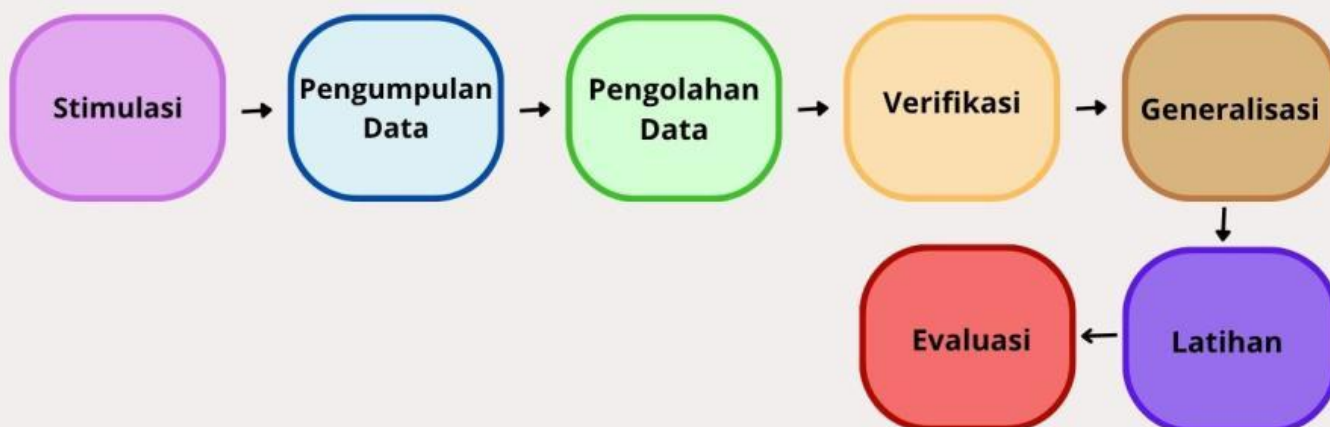 Stimulasi
Pengumpulan
Data
Pengolahan
Data
Verifikasi
Generalisasi
Latihan
Evaluasi